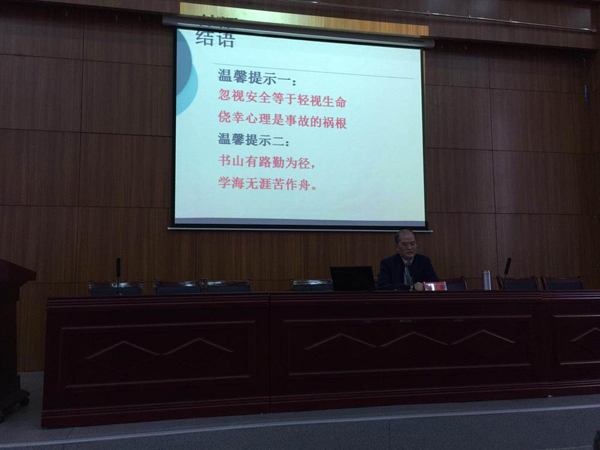 结语
温馨提示一：
忽视安全等于轻视生命
侥幸心理是事故的祸根
温馨提示二：
书山有路勤为径，
学海无涯苦作舟。